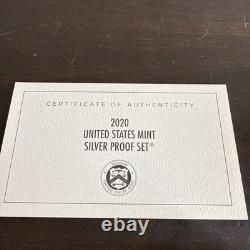 CERTIFICATE OF AUTHENTICITY
2020
UNITED STATES MINT
SILVER PROOF SET®